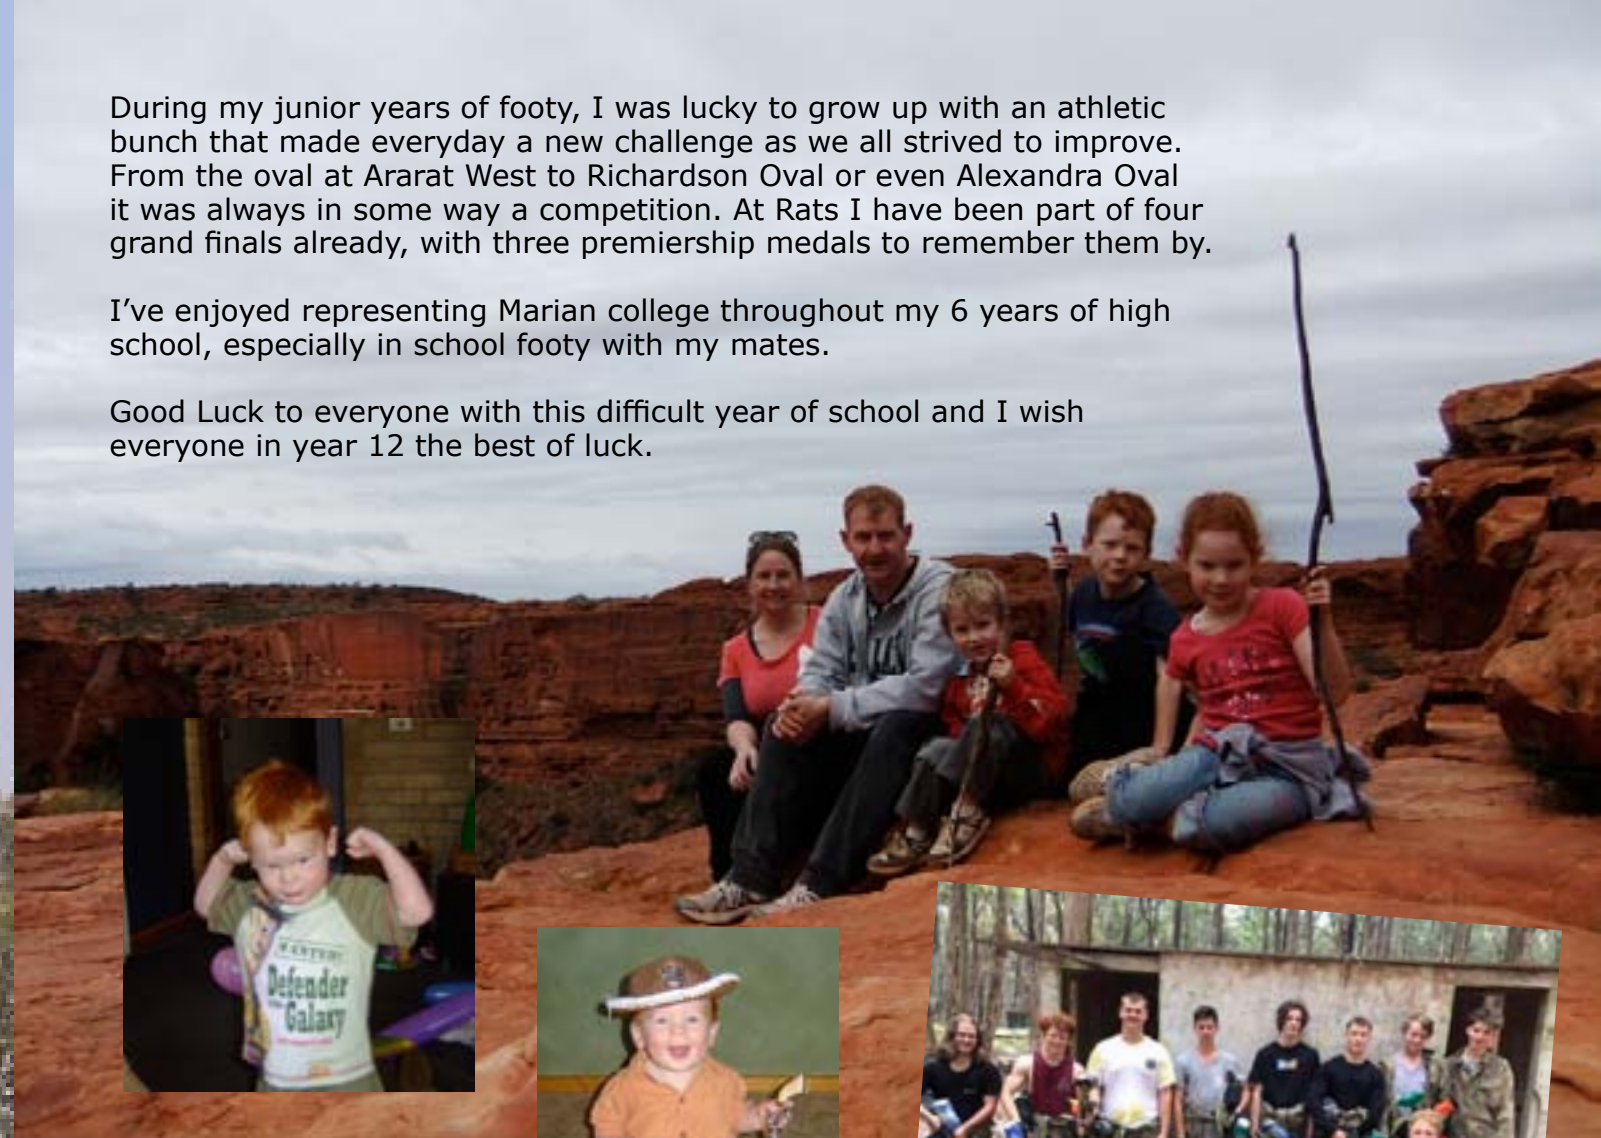 During my junior years of footy, I was lucky to grow up with an athletic
bunch that made everyday a new challenge as we all strived to improve.
From the oval at Ararat West to Richardson Oval or even Alexandra Oval
it was always in some way a competition. At Rats I have been part of four
grand finals already, with three premiership medals to remember them by.
I’ve enjoyed representing Marian college throughout my 6 years of high
school, especially in school footy with my mates.
Good Luck to everyone with this difficult year of school and I wish
everyone in year 12 the best of luck.
WANTED
Defender
Galaxy